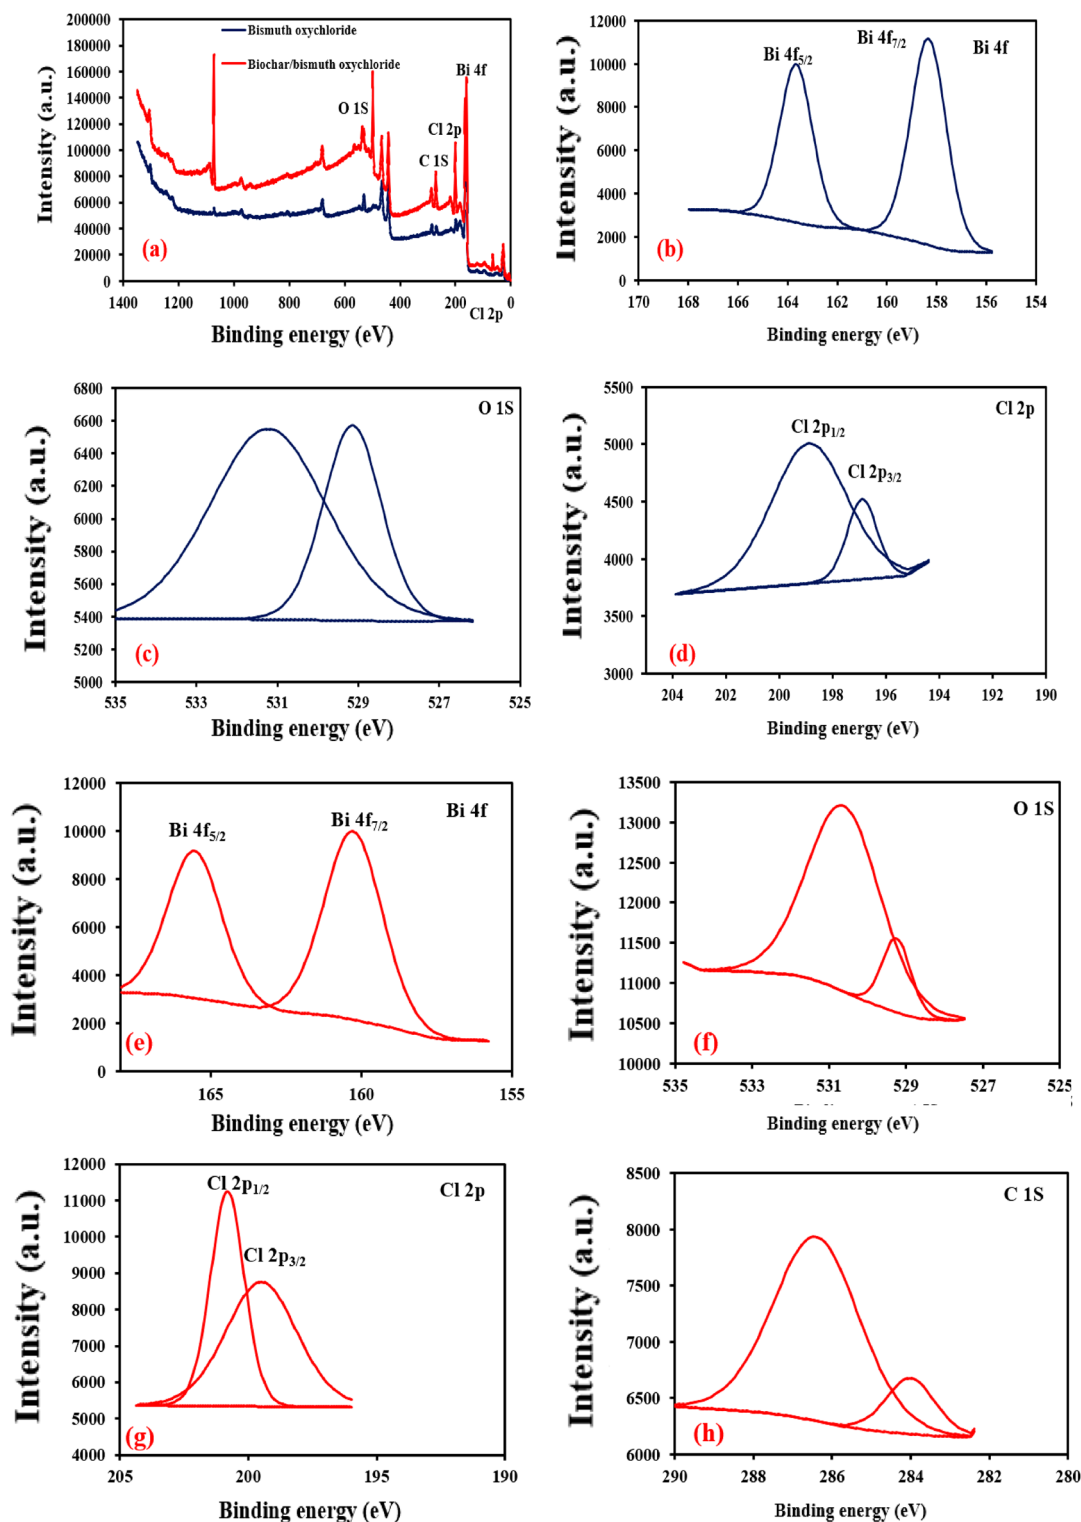 Bismuth oxychloride
Biochar/bismuth oxychloride
O 1S
C 1S
Cl 2p
Bi 4f
200000
180000
160000
140000
120000
100000
80000
60000
40000
20000
0
1400 1200 1000 800 600 400 200 0
Cl 2p
Intensity (a.u.)
Binding energy (eV)
(a)
Bi 4f5/2
Bi 4f7/2
Bi 4f
12000
10000
8000
6000
4000
2000
0
170 168 166 164 162 160 158 156 154
Intensity (a.u.)
Binding energy (eV)
(b)
O 1S
6800
6600
6400
6200
6000
5800
5600
5400
5200
5000
535 533 531 529 527 525
Intensity (a.u.)
Binding energy (eV)
(c)
Cl 2p
Cl 2p1/2
Cl 2p3/2
5500
5000
4500
4000
3500
3000
204 202 200 198 196 194 192 190
Intensity (a.u.)
Binding energy (eV)
(d)
Bi 4f
Bi 4f5/2
Bi 4f7/2
12000
10000
8000
6000
4000
2000
0
165 160 155
Intensity (a.u.)
Binding energy (eV)
(e)
O 1S
13500
13000
12500
12000
11500
11000
10500
10000
535 533 531 529 527 525
Intensity (a.u.)
Binding energy (eV)
(f)
Cl 2p
Cl 2p1/2
Cl 2p3/2
12000
11000
10000
9000
8000
7000
6000
5000
4000
205 200 195 190
Intensity (a.u.)
Binding energy (eV)
(g)
C 1S
8500
8000
7500
7000
6500
6000
290 288 286 284 282 280
Intensity (a.u.)
Binding energy (eV)
(h)